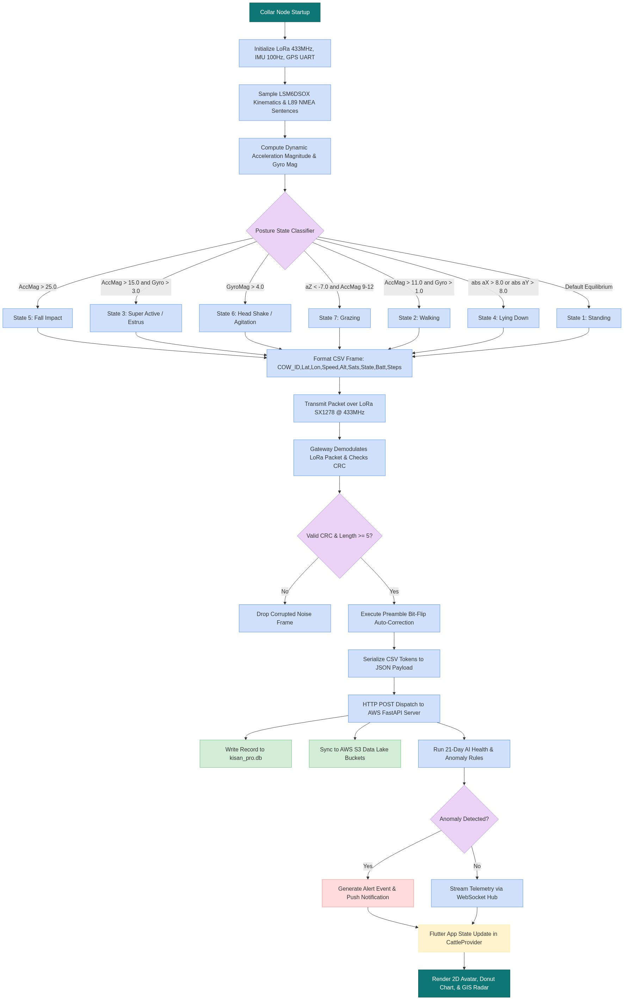 Collar Node Startup
Initialize LoRa 433MHz,
IMU 100Hz, GPS UART
Sample LSM6DSOX
Kinematics & L89 NMEA
Sentences
Compute Dynamic
Acceleration Magnitude &
Gyro Mag
Posture State Classifier
AccMag > 25.0
AccMag > 15.0 and Gyro >
3.0
GyroMag > 4.0
aZ < -7.0 and AccMag 9-12
AccMag > 11.0 and Gyro >
1.0
abs aX > 8.0 or abs aY >
8.0
Default Equilibrium
State 5: Fall Impact
State 3: Super Active /
Estrus
State 6: Head Shake /
Agitation
State 7: Grazing
State 2: Walking
State 4: Lying Down
State 1: Standing
Format CSV Frame:
COW_ID,Lat,Lon,Speed,Alt,Sats,State,Batt,Steps
Transmit Packet over LoRa
SX1278 @ 433MHz
Gateway Demodulates
LoRa Packet & Checks
CRC
Valid CRC & Length >= 5?
No
Yes
Drop Corrupted Noise
Frame
Execute Preamble Bit-Flip
Auto-Correction
Serialize CSV Tokens to
JSON Payload
HTTP POST Dispatch to
AWS FastAPI Server
Write Record to
kisan_pro.db
Sync to AWS S3 Data Lake
Buckets
Run 21-Day AI Health &
Anomaly Rules
Anomaly Detected?
Yes
No
Generate Alert Event &
Push Notification
Stream Telemetry via
WebSocket Hub
Flutter App State Update in
CattleProvider
Render 2D Avatar, Donut
Chart, & GIS Radar